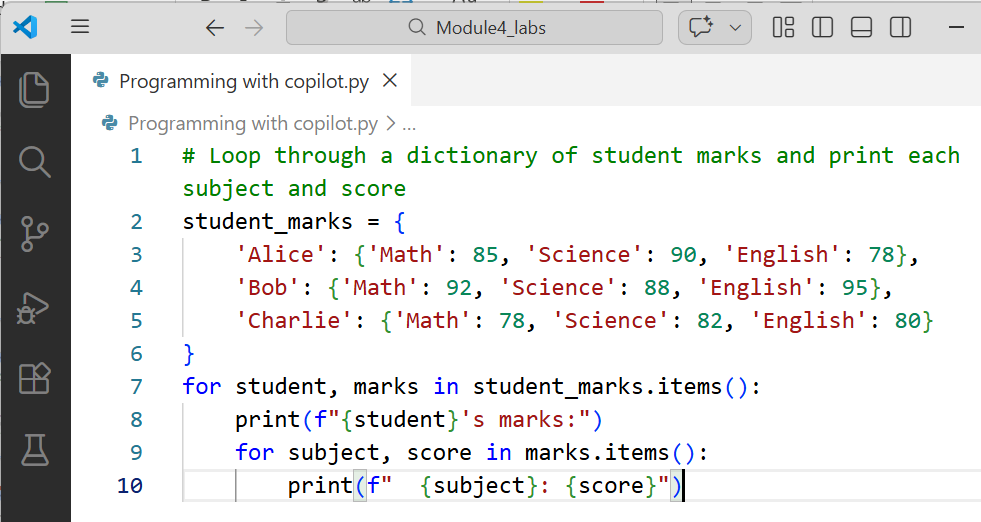 Module4_labs
Programming with copilot.py
Programming with copilot.py > ...
1 # Loop through a dictionary of student marks and print each
subject and score
2 student_marks = {
3     'Alice': {'Math': 85, 'Science': 90, 'English': 78},
4     'Bob': {'Math': 92, 'Science': 88, 'English': 95},
5     'Charlie': {'Math': 78, 'Science': 82, 'English': 80}
6 }
7 for student, marks in student_marks.items():
8     print(f"{student}'s marks:")
9     for subject, score in marks.items():
10         print(f"  {subject}: {score}")